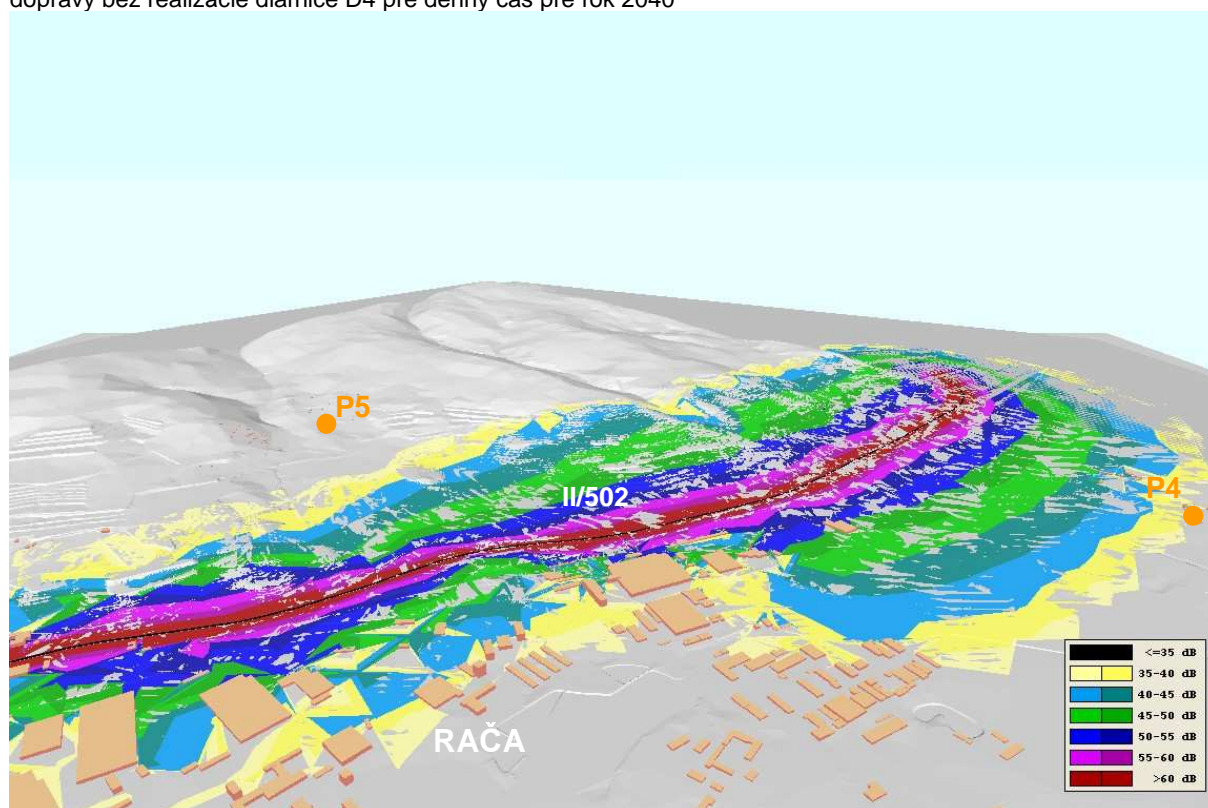 dopravy bez realizácie diaľnice D4 pre denný čas pre rok 2040
P5
II/502
P4
RAČA
<=35 dB
35-40 dB
40-45 dB
45-50 dB
50-55 dB
55-60 dB
>60 dB